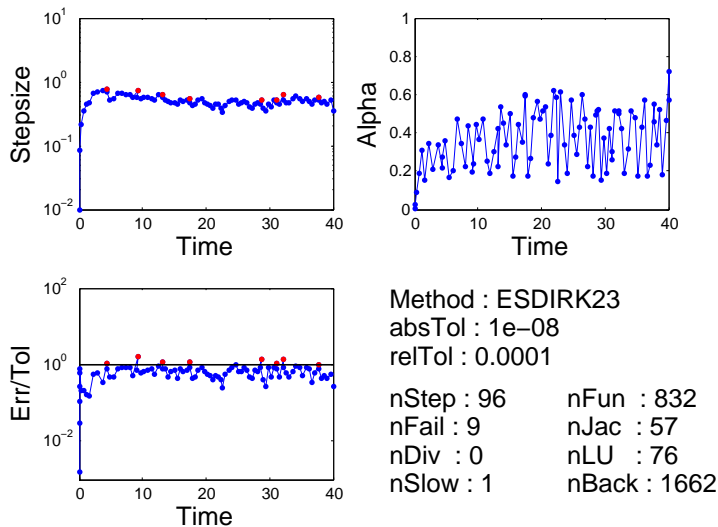 10^1
10^0
10^−1
10^−2
Stepsize
0 10 20 30 40
Time
1
0.8
0.6
0.4
0.2
0
Alpha
0 10 20 30 40
Time
10^2
10^0
10^−2
Err/Tol
0 10 20 30 40
Time
Method : ESDIRK23
absTol : 1e−08
relTol : 0.0001
nStep : 96 nFun : 832
nFail : 9 nJac : 57
nDiv : 0 nLU : 76
nSlow : 1 nBack : 1662